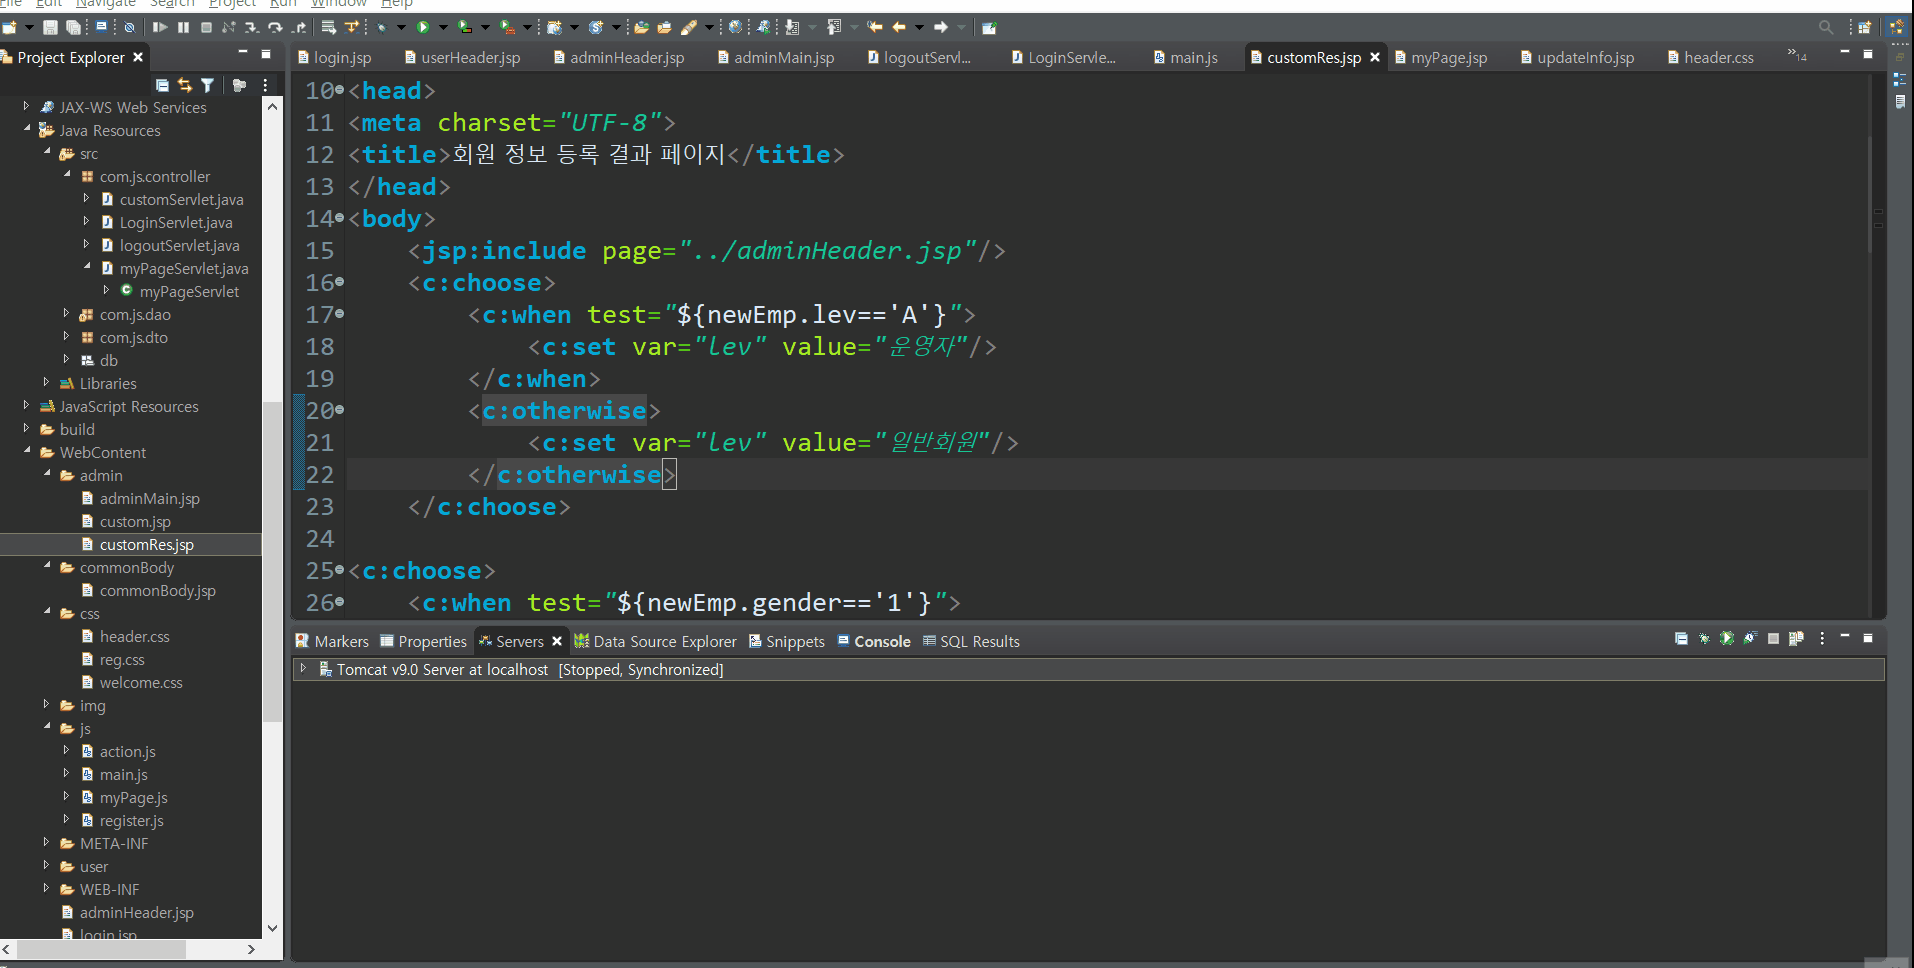 File Edit Navigate Search Project Run Window Help
Project Explorer
login.jsp userHeader.jsp adminHeader.jsp adminMain.jsp logoutServl... LoginServle... main.js customRes.jsp myPage.jsp updateInfo.jsp header.css »14
JAX-WS Web Services
Java Resources
src
com.js.controller
customServlet.java
LoginServlet.java
logoutServlet.java
myPageServlet.java
myPageServlet
com.js.dao
com.js.dto
db
Libraries
JavaScript Resources
build
WebContent
admin
adminMain.jsp
custom.jsp
customRes.jsp
commonBody
commonBody.jsp
css
header.css
reg.css
welcome.css
img
js
action.js
main.js
myPage.js
register.js
META-INF
user
WEB-INF
adminHeader.jsp
login.jsp
10 <head>
11 <meta charset="UTF-8">
12 <title>회원 정보 등록 결과 페이지</title>
13 </head>
14 <body>
15 <jsp:include page="../adminHeader.jsp"/>
16 <c:choose>
17 <c:when test="${newEmp.lev=='A'}">
18 <c:set var="lev" value="운영자"/>
19 </c:when>
20 <c:otherwise>
21 <c:set var="lev" value="일반회원"/>
22 </c:otherwise>
23 </c:choose>
24
25 <c:choose>
26 <c:when test="${newEmp.gender=='1'}">
Markers Properties Servers Data Source Explorer Snippets Console SQL Results
Tomcat v9.0 Server at localhost [Stopped, Synchronized]